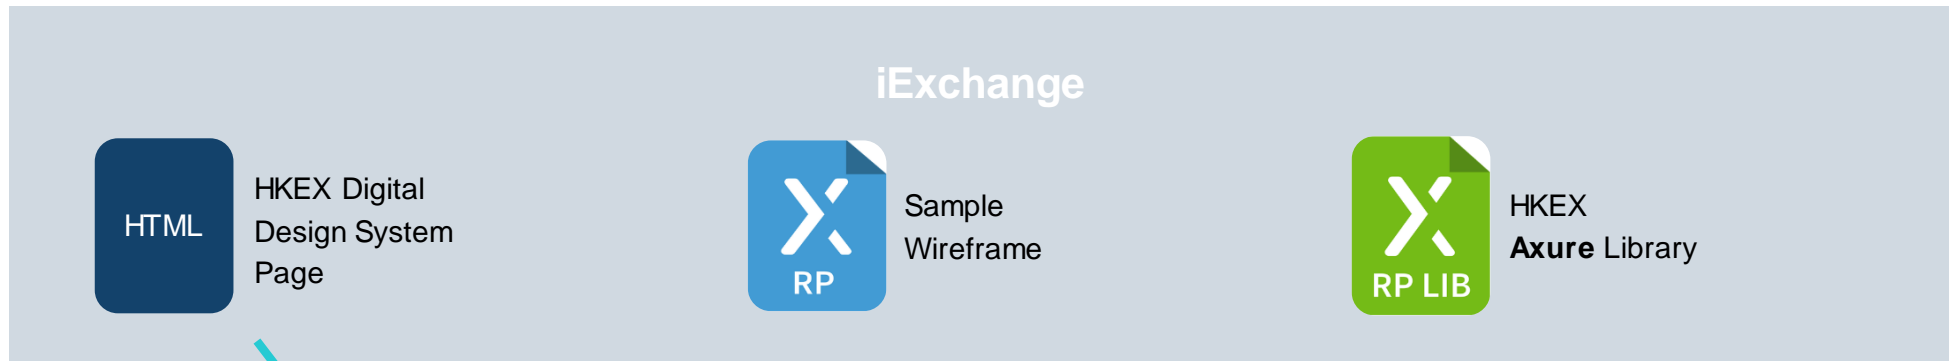 iExchange
HTML
HKEX Digital
Design System
Page
RP
Sample
Wireframe
RP LIB
HKEX
Axure Library